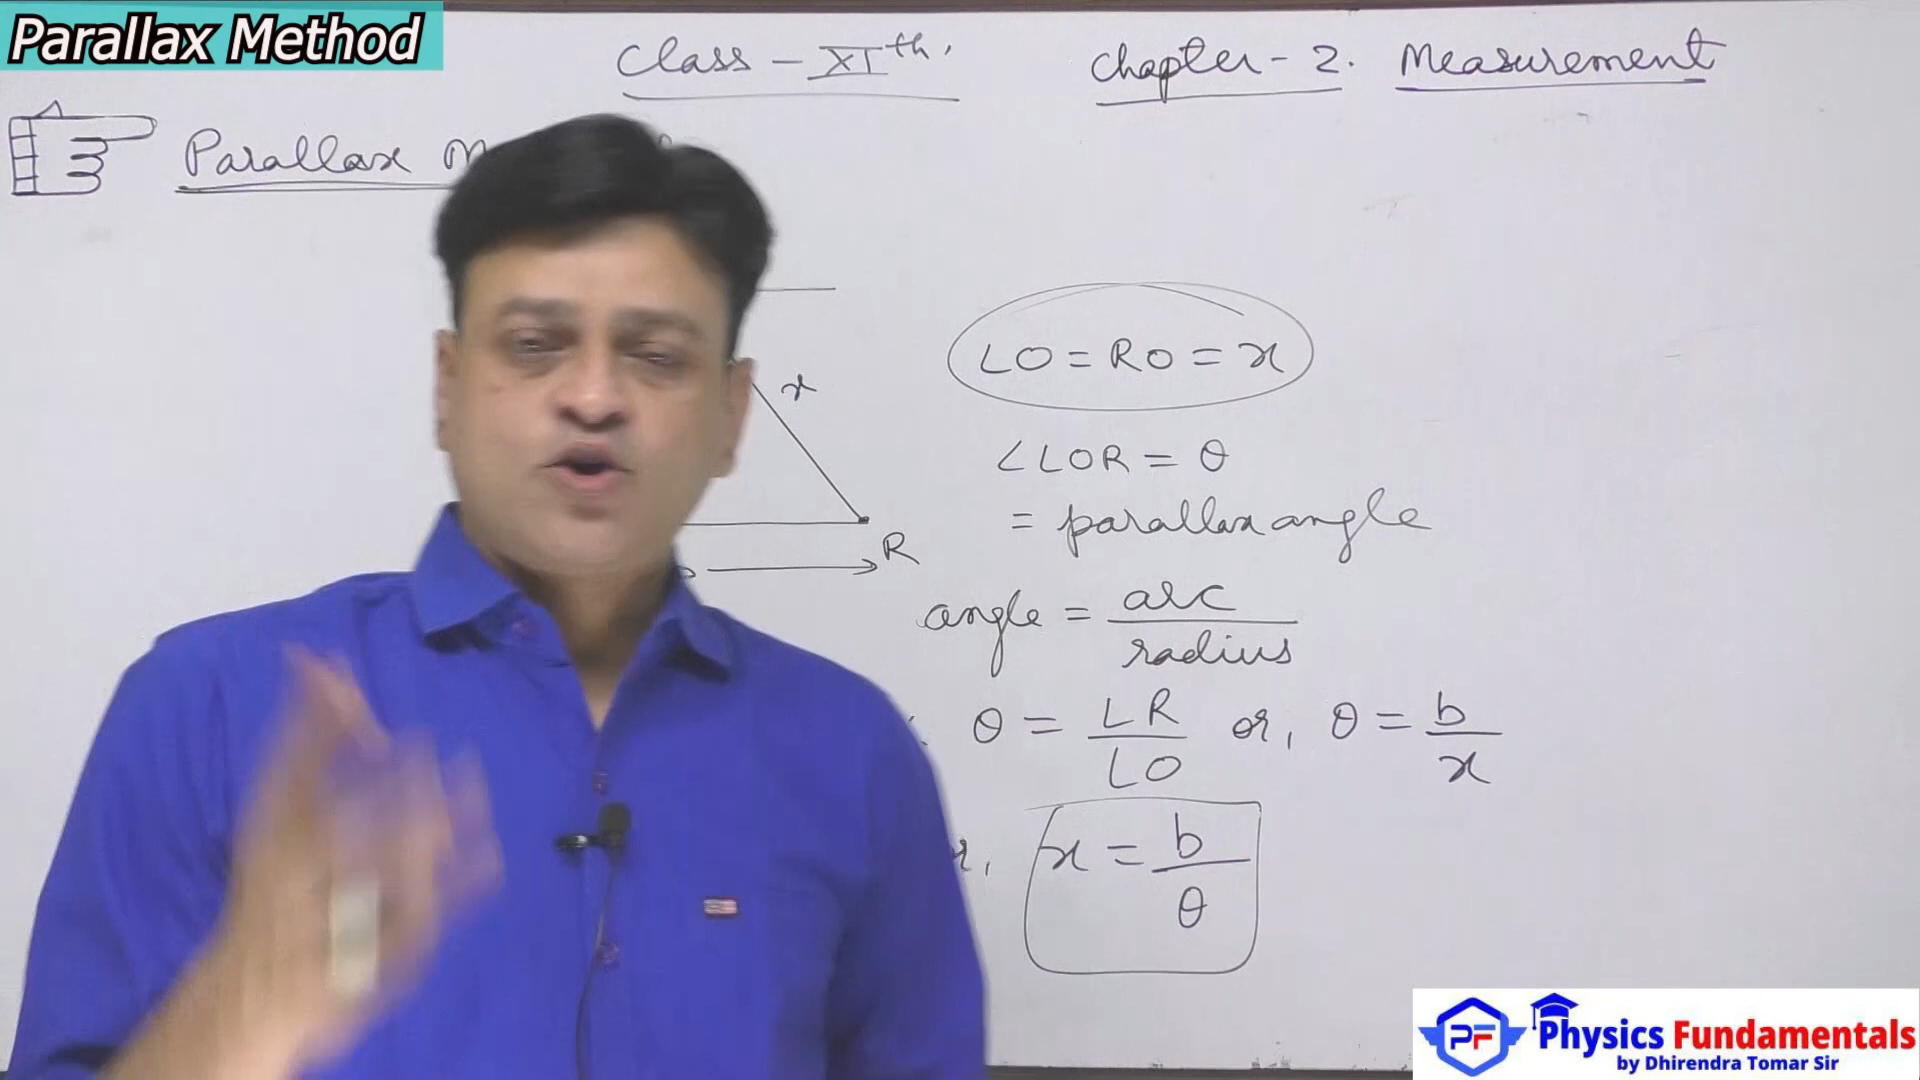 Parallax Method
Class - XIth. Chapter - 2. Measurement
Parallax
LO = RO = x
x
∠LOR = θ
= parallax angle
R
angle = arc / radius
θ = LR / LO or, θ = b / x
x = b / θ
PF Physics Fundamentals
by Dhirendra Tomar Sir